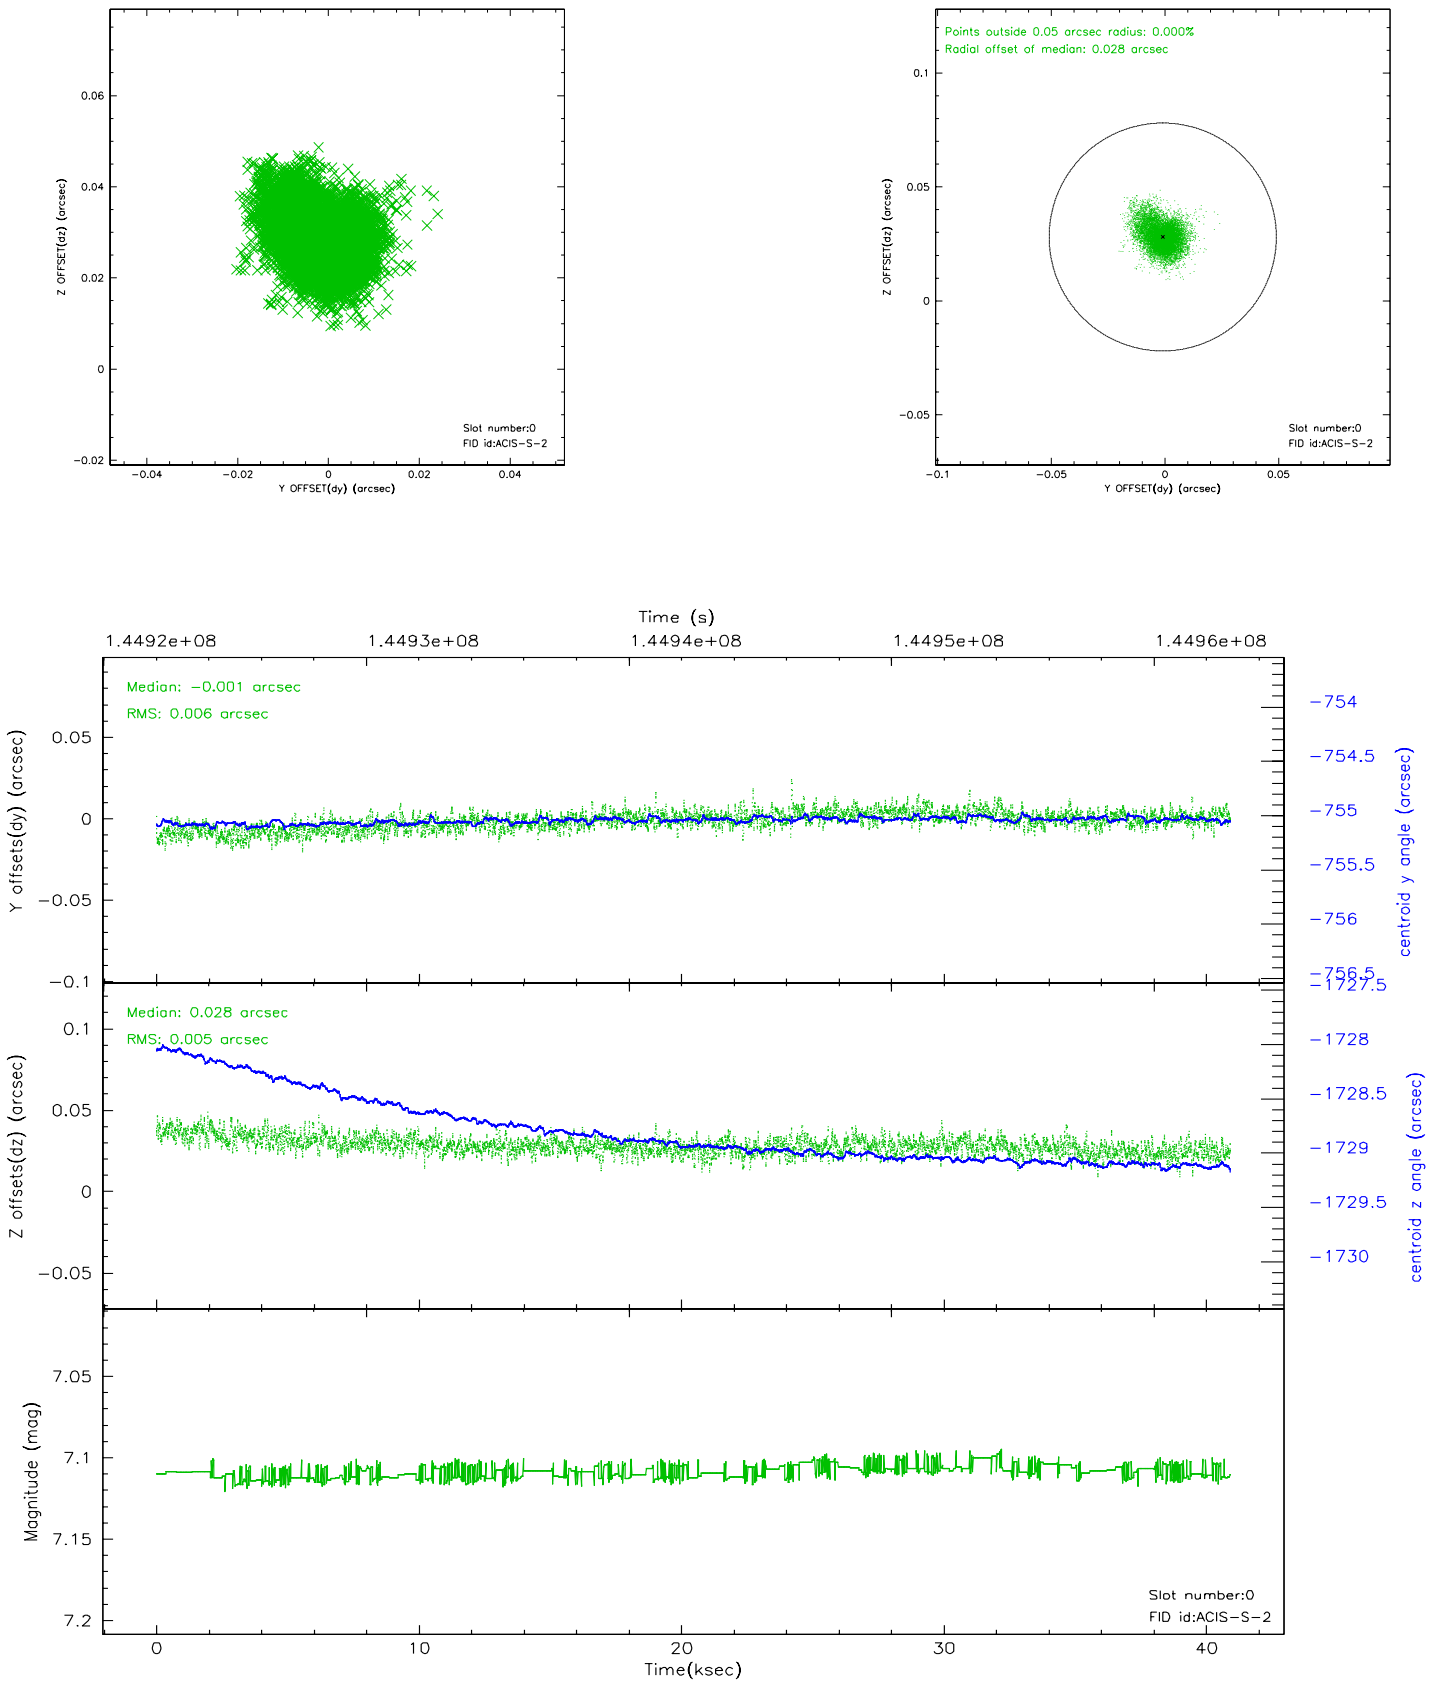 0.06
0.04
0.02
0
-0.02
Z OFFSET(dz) (arcsec)
Slot number:0
FID id:ACIS-S-2
-0.04 -0.02 0 0.02 0.04
Y OFFSET(dy) (arcsec)
Points outside 0.05 arcsec radius: 0.000%
Radial offset of median: 0.028 arcsec
0.1
0.05
0
-0.05
Z OFFSET(dz) (arcsec)
Slot number:0
FID id:ACIS-S-2
-0.1 -0.05 0 0.05
Y OFFSET(dy) (arcsec)
Time (s)
1.4492e+08 1.4493e+08 1.4494e+08 1.4495e+08 1.4496e+08
Median: -0.001 arcsec
RMS: 0.006 arcsec
0.05
0
-0.05
-0.1
Y offsets(dy) (arcsec)
-754
-754.5
-755
-755.5
-756
-756.5
centroid y angle (arcsec)
Median: 0.028 arcsec
RMS: 0.005 arcsec
0.1
0.05
0
-0.05
Z offsets(dz) (arcsec)
-1727.5
-1728
-1728.5
-1729
-1729.5
-1730
centroid z angle (arcsec)
7.05
7.1
7.15
7.2
Magnitude (mag)
Slot number:0
FID id:ACIS-S-2
0 10 20 30 40
Time(ksec)